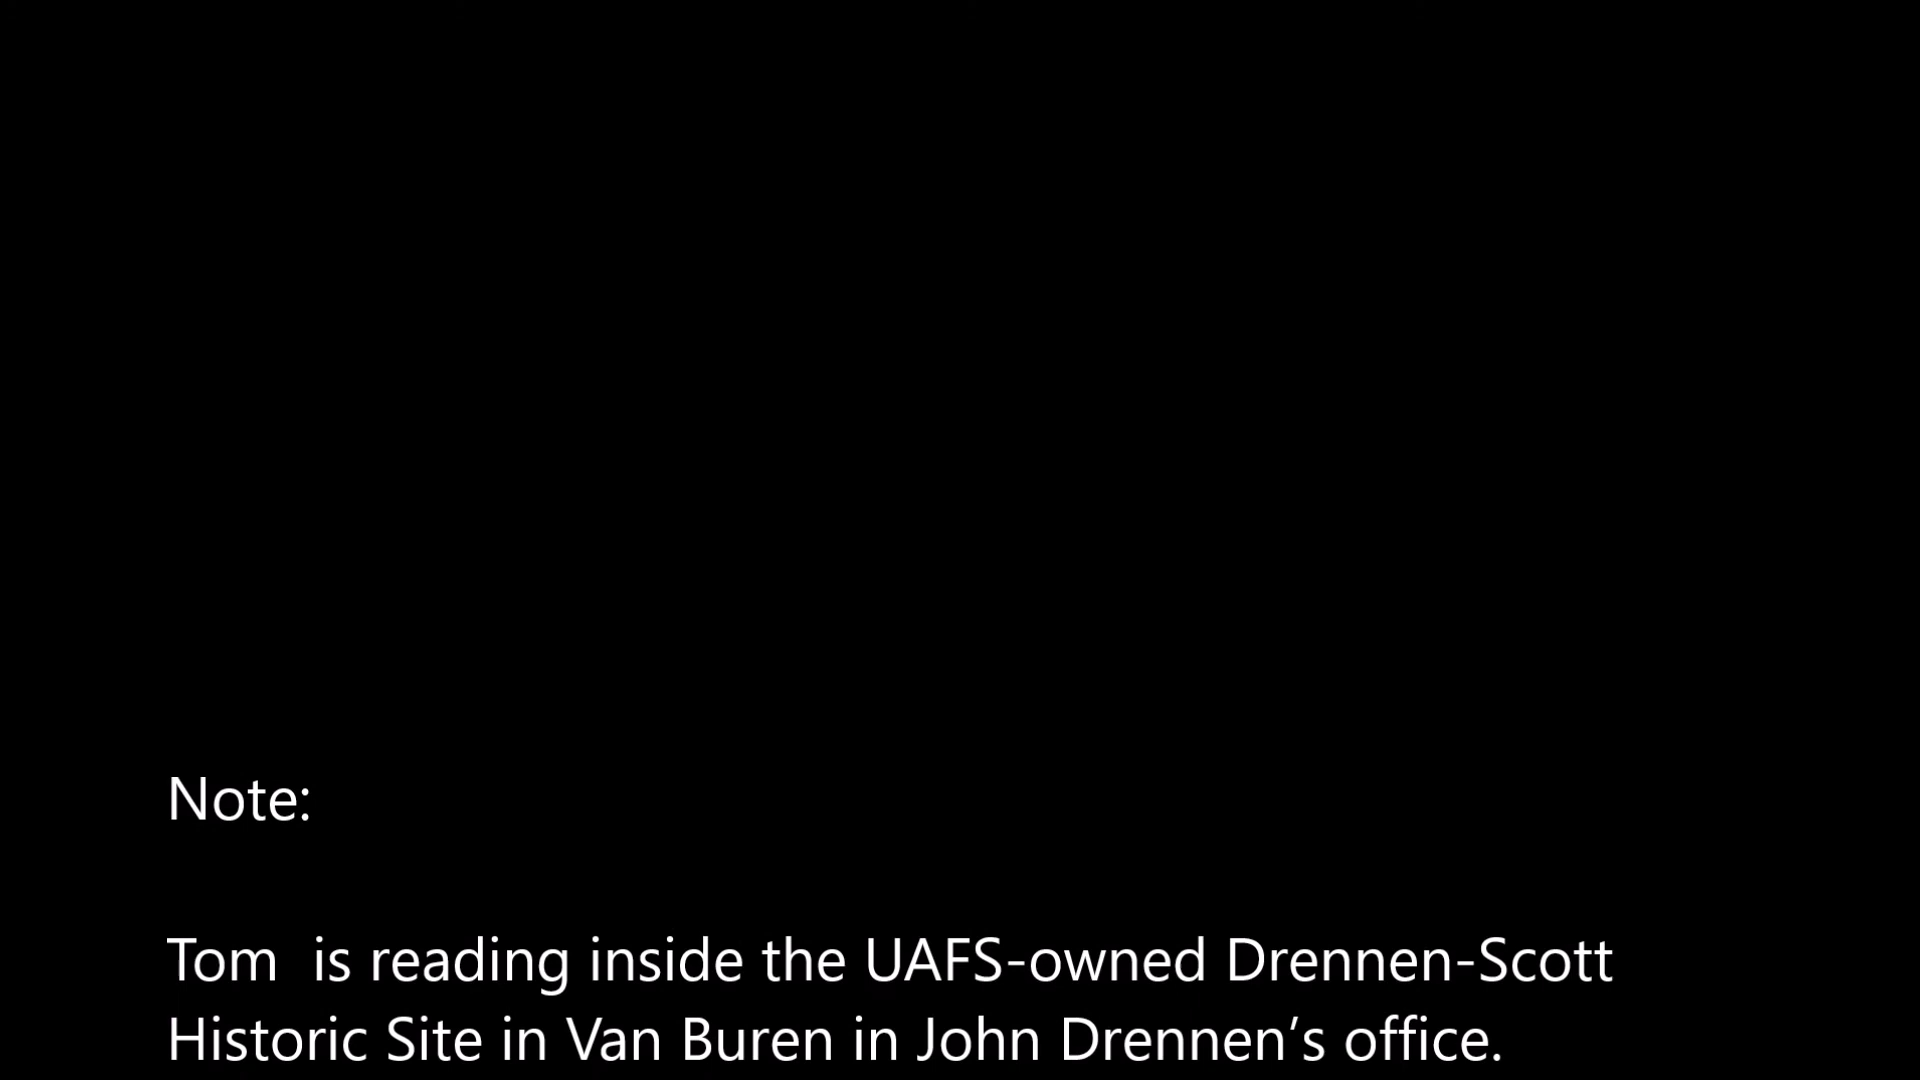 Note:
Tom  is reading inside the UAFS-owned Drennen-Scott
Historic Site in Van Buren in John Drennen’s office.